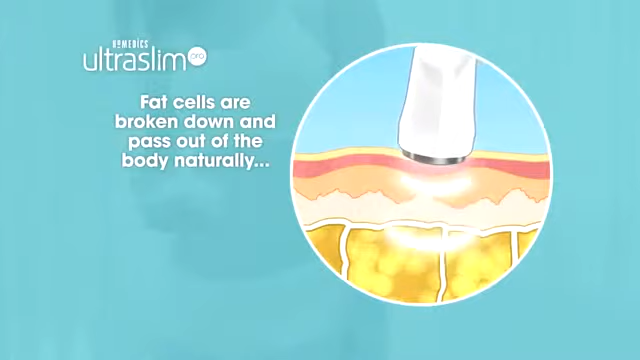 HOMEDICS
ultraslim pro
Fat cells are
broken down and
pass out of the
body naturally...